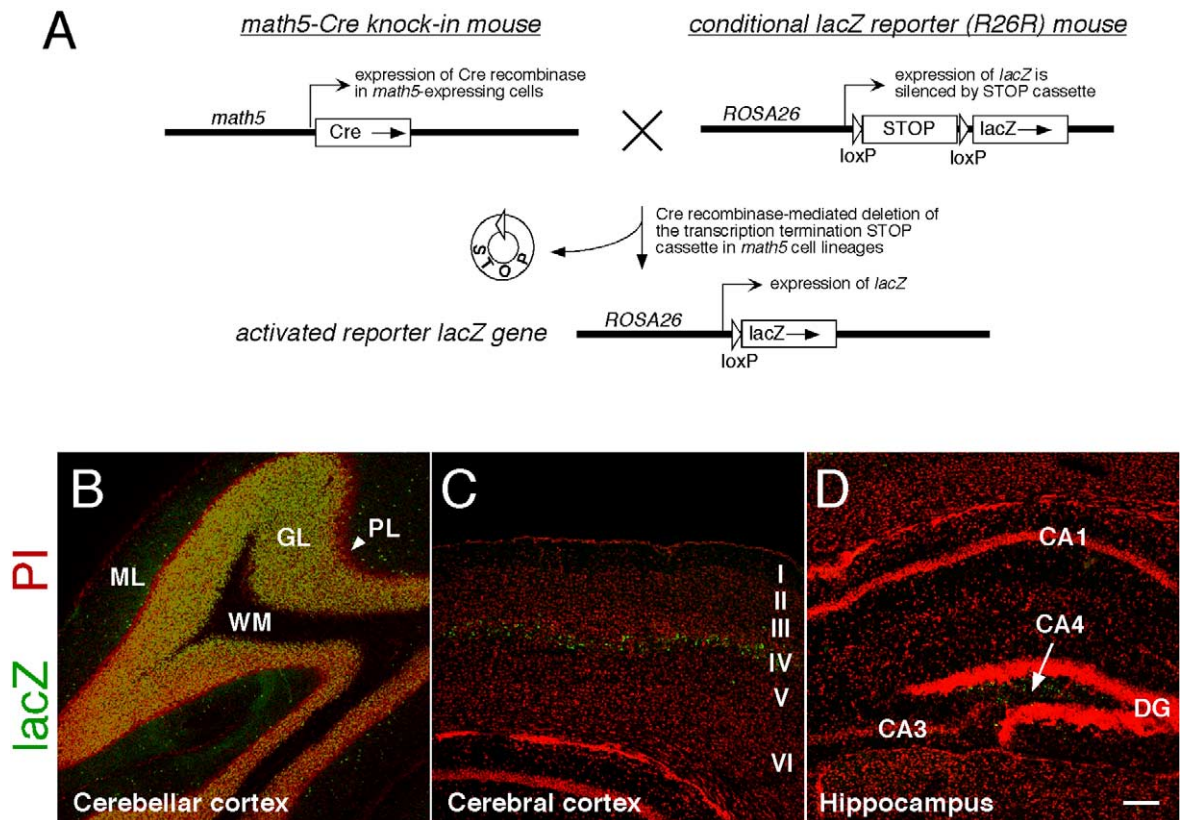 A
math5-Cre knock-in mouse
conditional lacZ reporter (R26R) mouse
expression of Cre recombinase
in math5-expressing cells
math5
Cre
expression of lacZ is
silenced by STOP cassette
ROSA26
STOP
lacZ
loxP
loxP
Cre recombinase-mediated deletion of
the transcription termination STOP
cassette in math5 cell lineages
STOP
expression of lacZ
activated reporter lacZ gene
ROSA26
lacZ
loxP
lacZ PI
B
GL
PL
ML
WM
Cerebellar cortex
C
I
II
III
IV
V
VI
Cerebral cortex
D
CA1
CA4
DG
CA3
Hippocampus